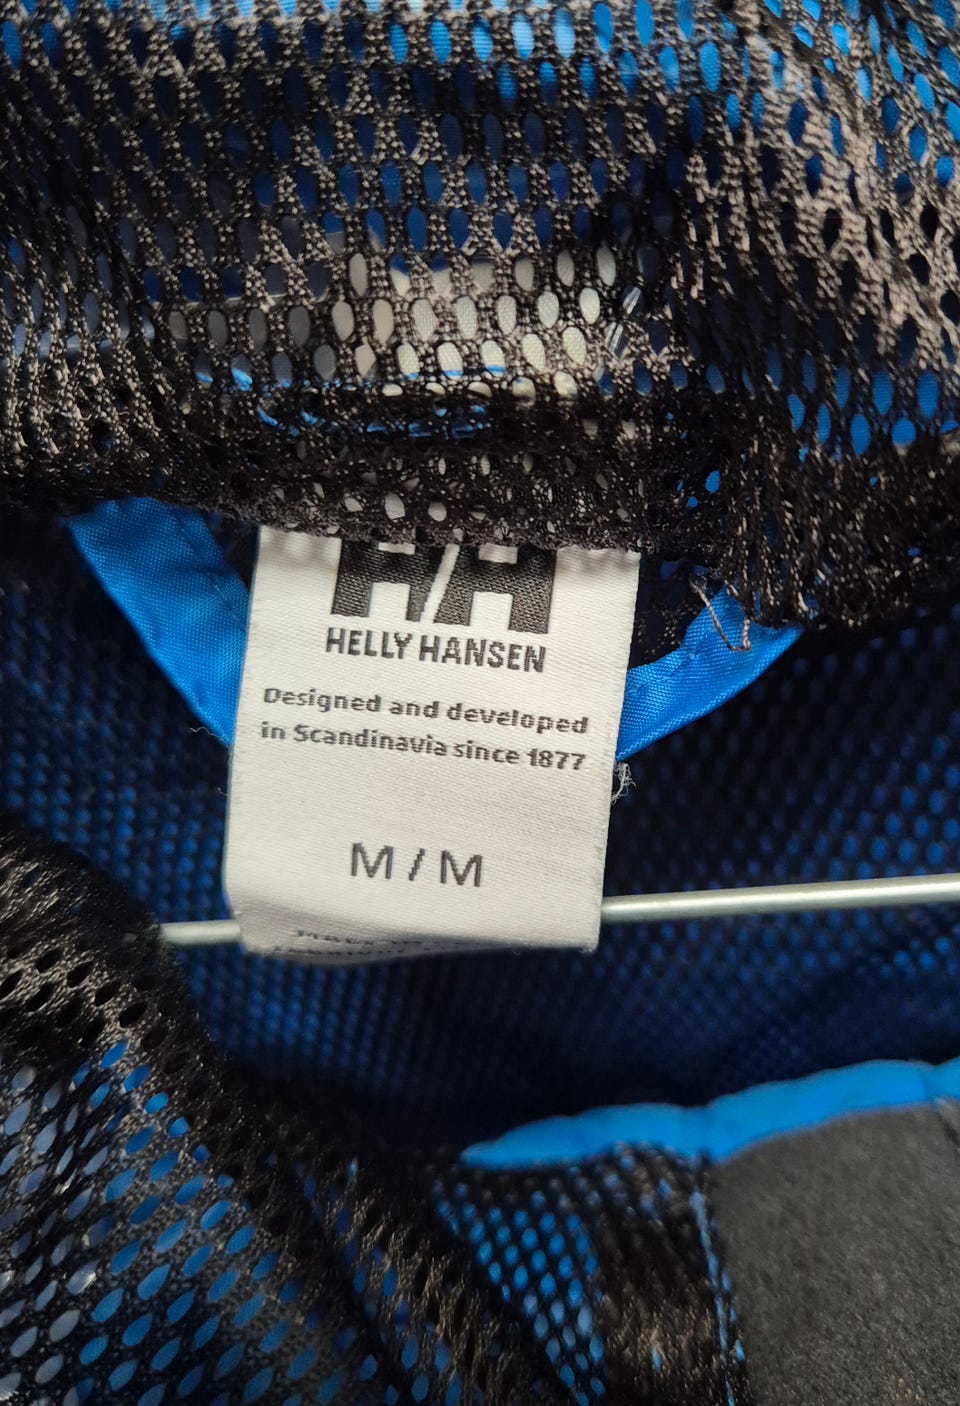 HH
HELLY HANSEN
Designed and developed
in Scandinavia since 1877
M / M